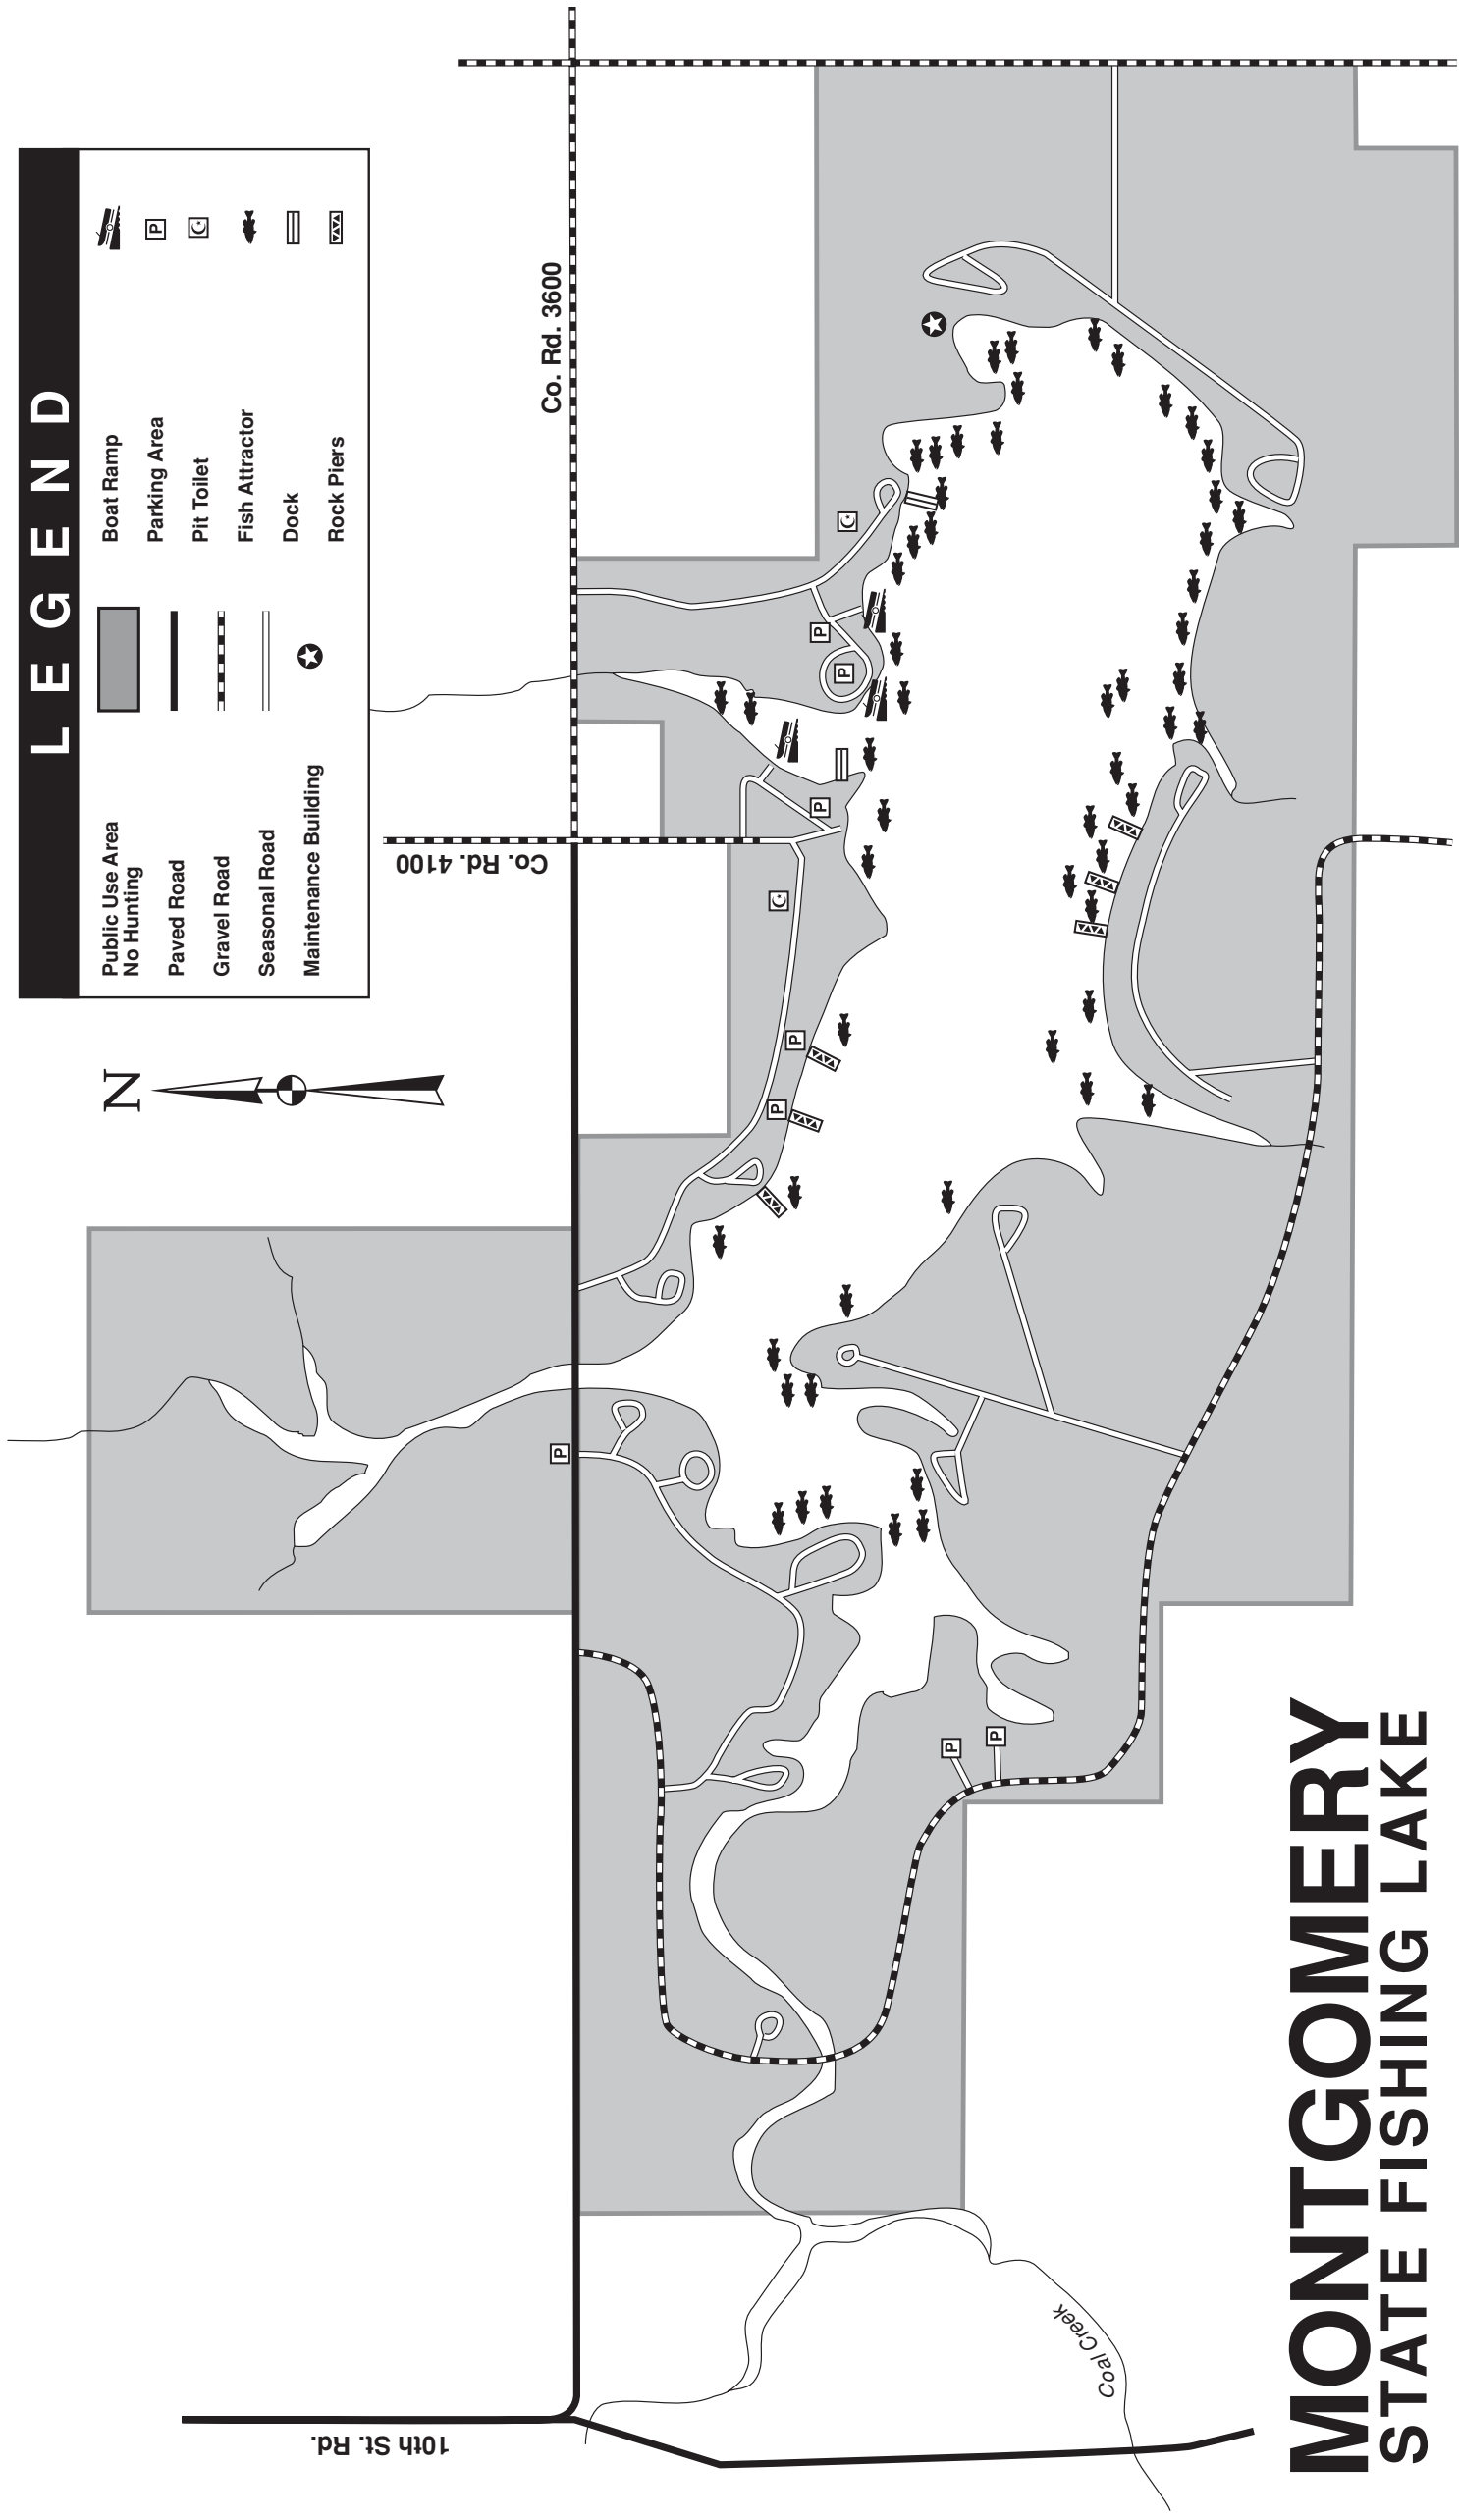 LEGEND
Public Use Area
No Hunting
Paved Road
Gravel Road
Seasonal Road
Maintenance Building
Boat Ramp
Parking Area
Pit Toilet
Fish Attractor
Dock
Rock Piers
P
N
10th St. Rd.
Co. Rd. 4100
Co. Rd. 3600
P
P
P
P
P
P
P
P
Coal Creek
MONTGOMERY
STATE FISHING LAKE